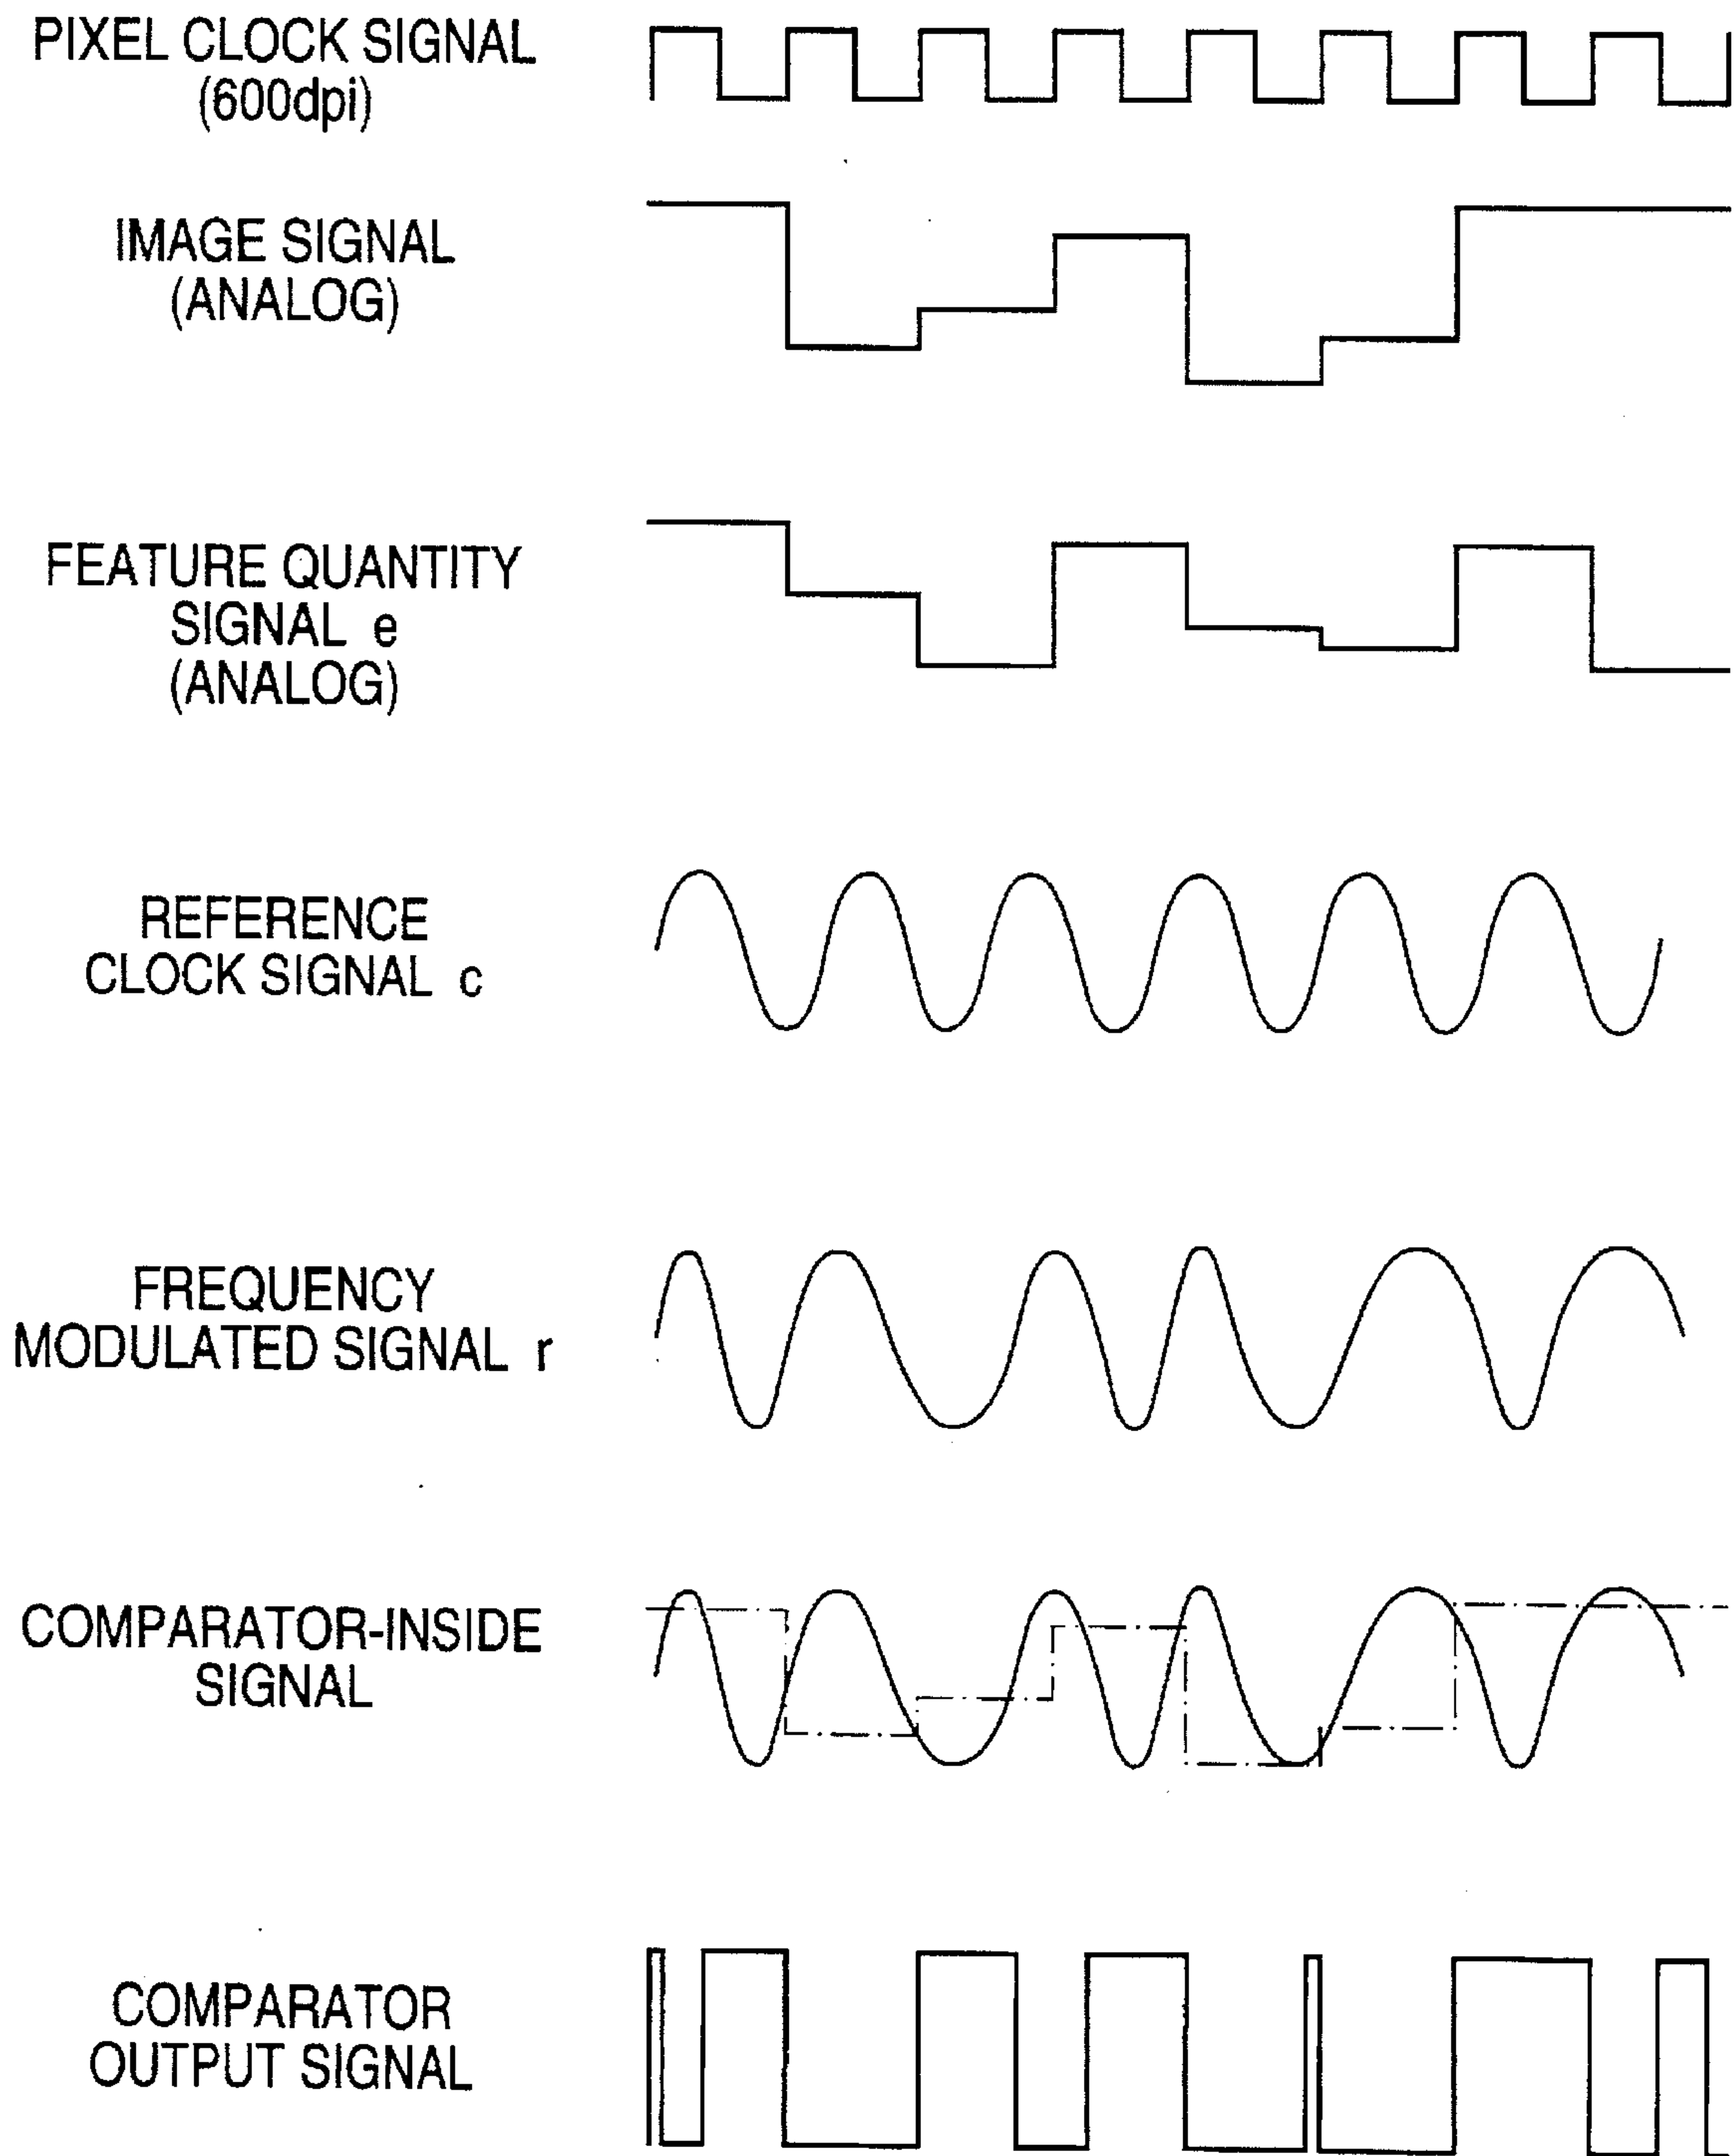 PIXEL CLOCK SIGNAL
(600dpi)
IMAGE SIGNAL
(ANALOG)
FEATURE QUANTITY
SIGNAL e
(ANALOG)
REFERENCE
CLOCK SIGNAL c
FREQUENCY
MODULATED SIGNAL r
COMPARATOR-INSIDE
SIGNAL
COMPARATOR
OUTPUT SIGNAL